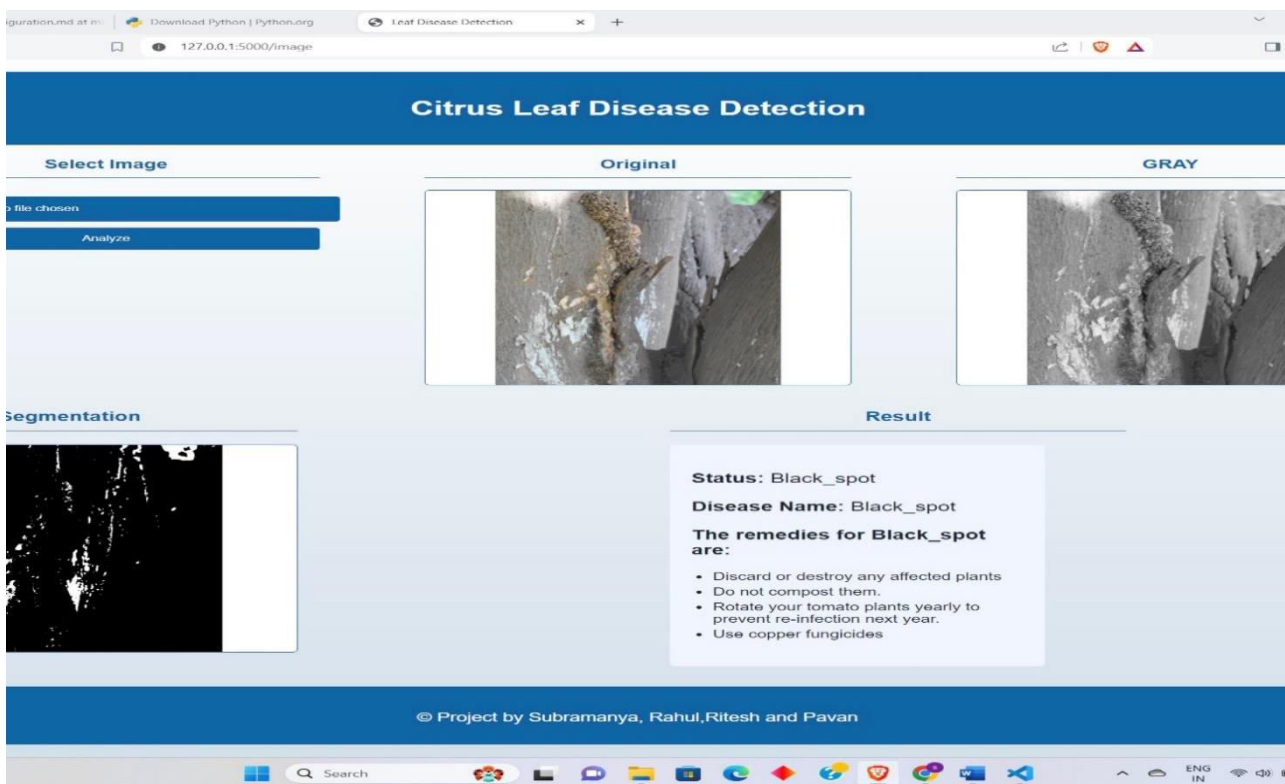 iguration.md at m
Download Python | Python.org
Leaf Disease Detection
127.0.0.1:5000/image
Citrus Leaf Disease Detection
Select Image
Original
GRAY
file chosen
Analyze
Segmentation
Result
Status: Black_spot
Disease Name: Black_spot
The remedies for Black_spot
are:
• Discard or destroy any affected plants
• Do not compost them.
• Rotate your tomato plants yearly to
prevent re-infection next year.
• Use copper fungicides
© Project by Subramanya, Rahul,Ritesh and Pavan
Search
ENG
IN